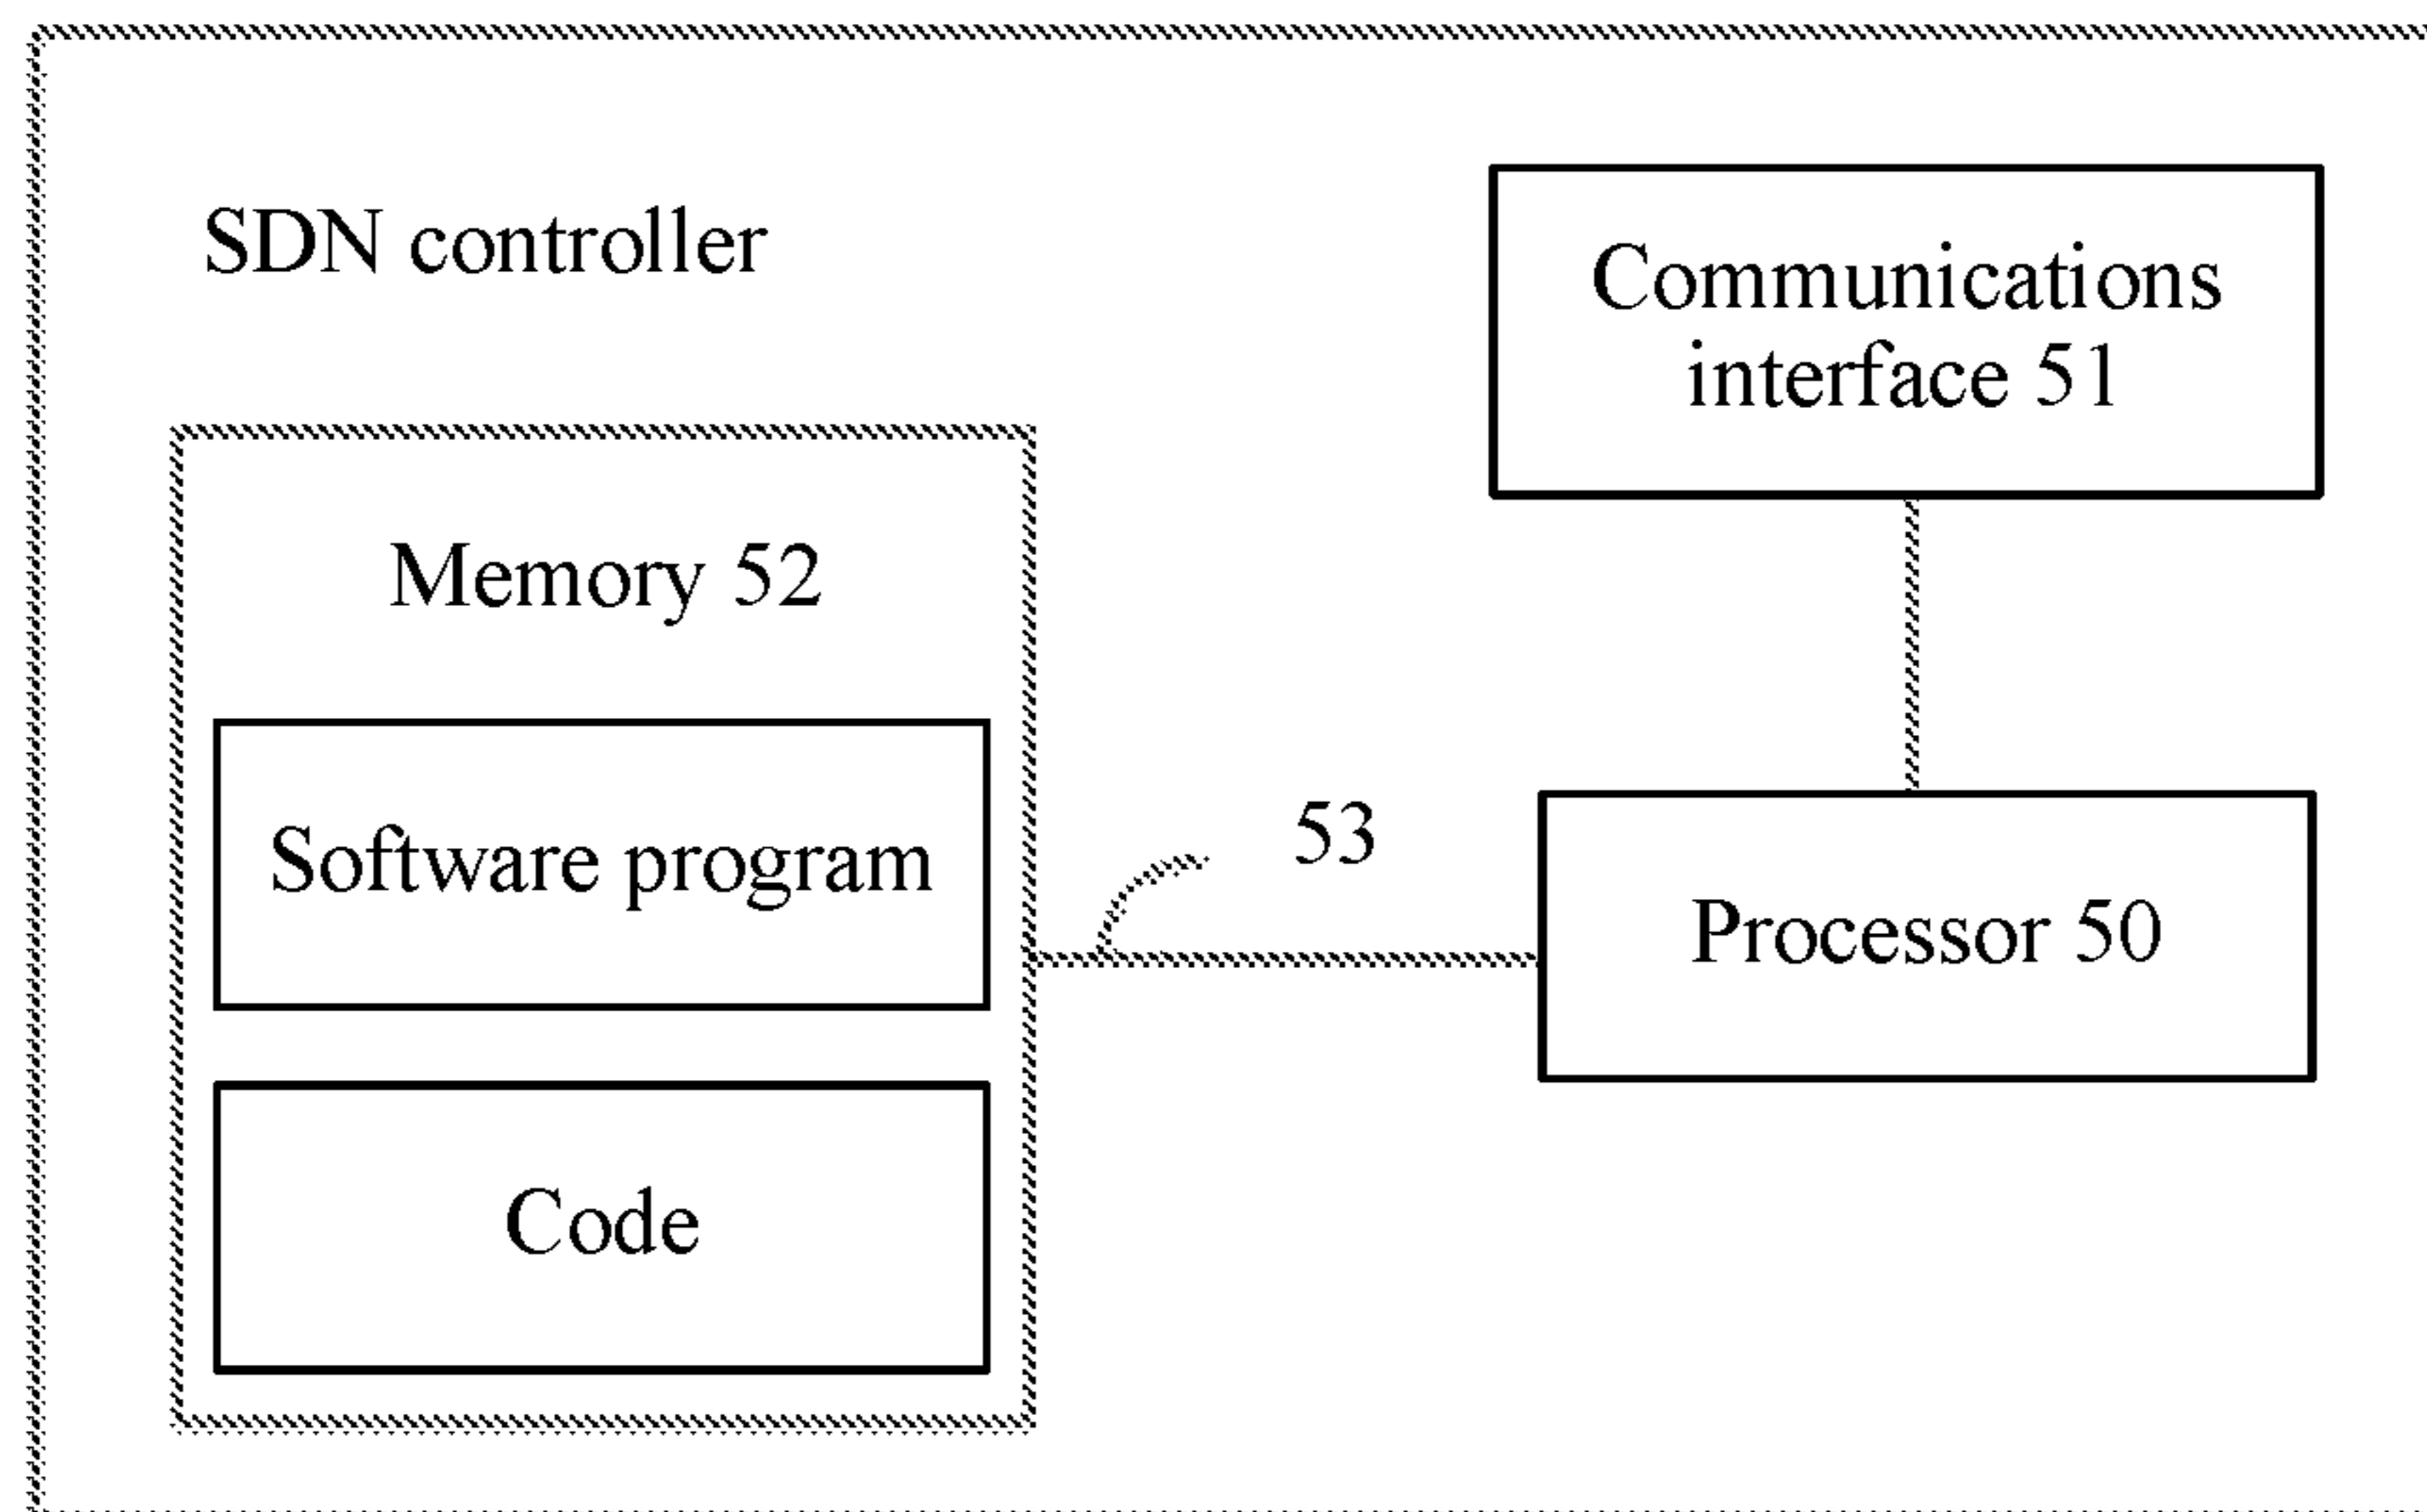 SDN controller
Communications
interface 51
Memory 52
Software program
53
Processor 50
Code